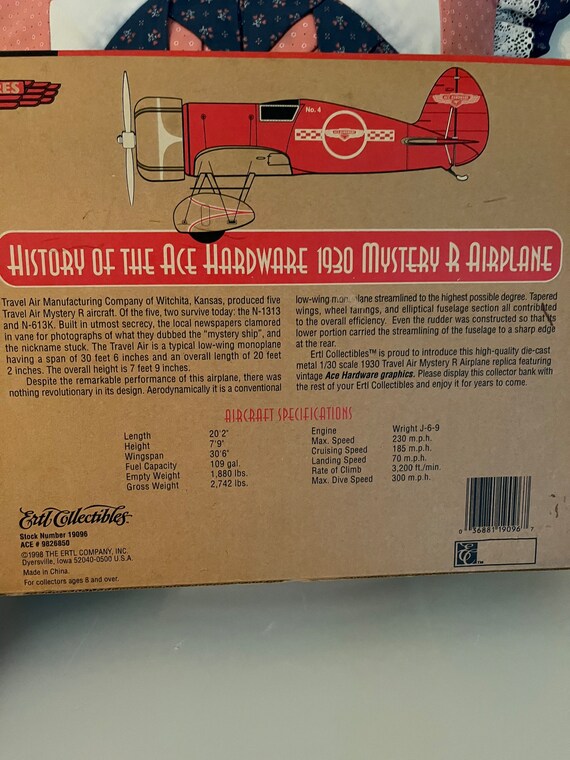 RES
No. 4
ACE HARDWARE
HISTORY OF THE ACE HARDWARE 1930 MYSTERY R AIRPLANE
Travel Air Manufacturing Company of Witchita, Kansas, produced five
Travel Air Mystery R aircraft. Of the five, two survive today: the N-1313
and N-613K. Built in utmost secrecy, the local newspapers clamored
in vane for photographs of what they dubbed the "mystery ship", and
the nickname stuck. The Travel Air is a typical low-wing monoplane
having a span of 30 feet 6 inches and an overall length of 20 feet
2 inches. The overall height is 7 feet 9 inches.
Despite the remarkable performance of this airplane, there was
nothing revolutionary in its design. Aerodynamically it is a conventional
low-wing monoplane streamlined to the highest possible degree. Tapered
wings, wheel fairings, and elliptical fuselage section all contributed
to the overall efficiency. Even the rudder was constructed so that its
lower portion carried the streamlining of the fuselage to a sharp edge
at the rear.
Ertl Collectibles™ is proud to introduce this high-quality die-cast
metal 1/30 scale 1930 Travel Air Mystery R Airplane replica featuring
vintage Ace Hardware graphics. Please display this collector bank with
the rest of your Ertl Collectibles and enjoy it for years to come.
AIRCRAFT SPECIFICATIONS
Length 20'2"
Height 7'9"
Wingspan 30'6"
Fuel Capacity 109 gal.
Empty Weight 1,880 lbs.
Gross Weight 2,742 lbs.
Engine Wright J-6-9
Max. Speed 230 m.p.h.
Cruising Speed 185 m.p.h.
Landing Speed 70 m.p.h.
Rate of Climb 3,200 ft./min.
Max. Dive Speed 300 m.p.h.
Ertl Collectibles™
Stock Number 19096
ACE # 9826850
©1998 THE ERTL COMPANY, INC.
Dyersville, Iowa 52040-0500 U.S.A.
Made in China.
For collectors ages 8 and over.
0 36881 19096 7